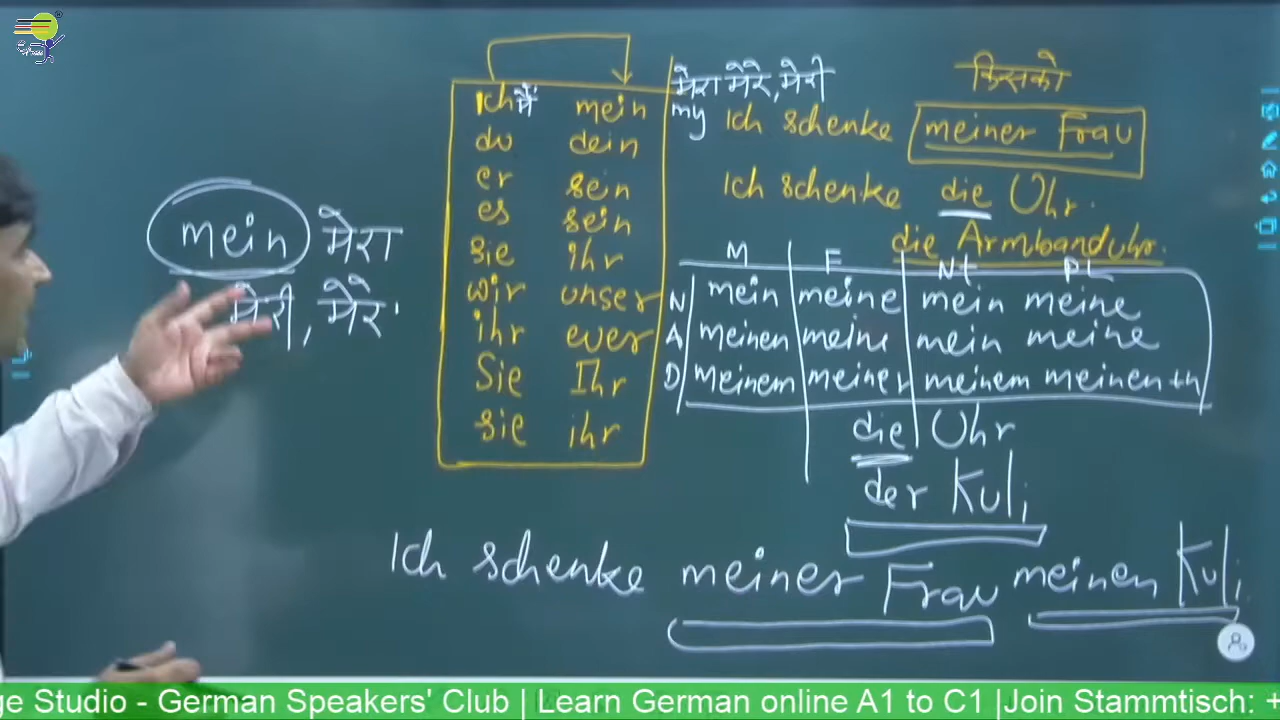 mein मेरा
मेरी, मेरे
ich मैं mein
du dein
er sein
es sein
sie ihr
wir unser
ihr euer
Sie Ihr
sie ihr
मेरा मेरे, मेरी
my
किसको
Ich schenke meiner Frau
Ich schenke die Uhr.
die Armbanduhr.
M F Nt PL
N mein meine mein meine
A meinen meine mein meine
D meinem meiner meinem meinen +n
die Uhr
der Kuli
Ich schenke meiner Frau meinen Kuli
ge Studio - German Speakers' Club | Learn German online A1 to C1 |Join Stammtisch: +